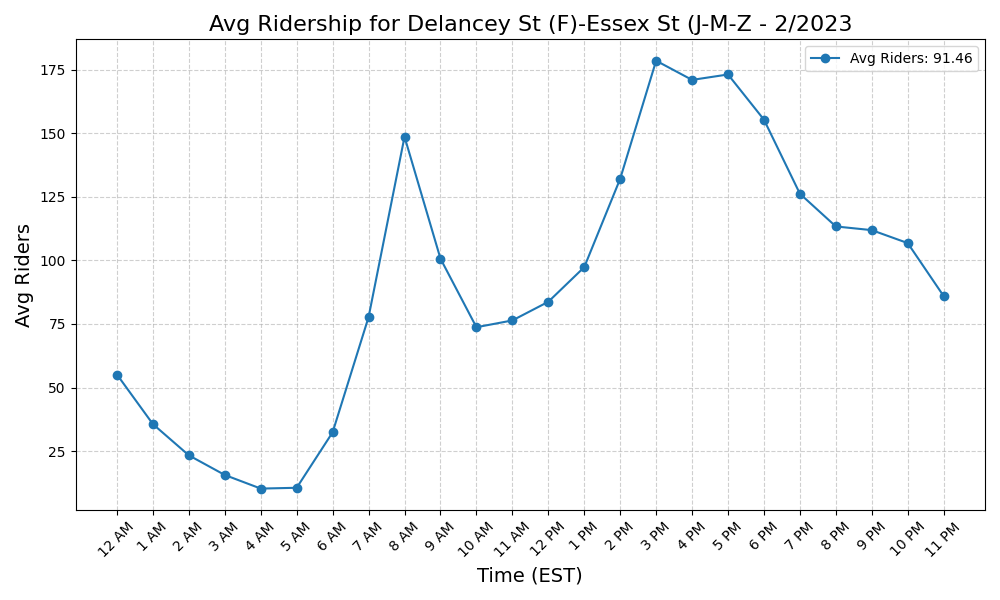 Avg Ridership for Delancey St (F)-Essex St (J-M-Z - 2/2023
Avg Riders: 91.46
Avg Riders
175
150
125
100
75
50
25
12 AM
1 AM
2 AM
3 AM
4 AM
5 AM
6 AM
7 AM
8 AM
9 AM
10 AM
11 AM
12 PM
1 PM
2 PM
3 PM
4 PM
5 PM
6 PM
7 PM
8 PM
9 PM
10 PM
11 PM
Time (EST)